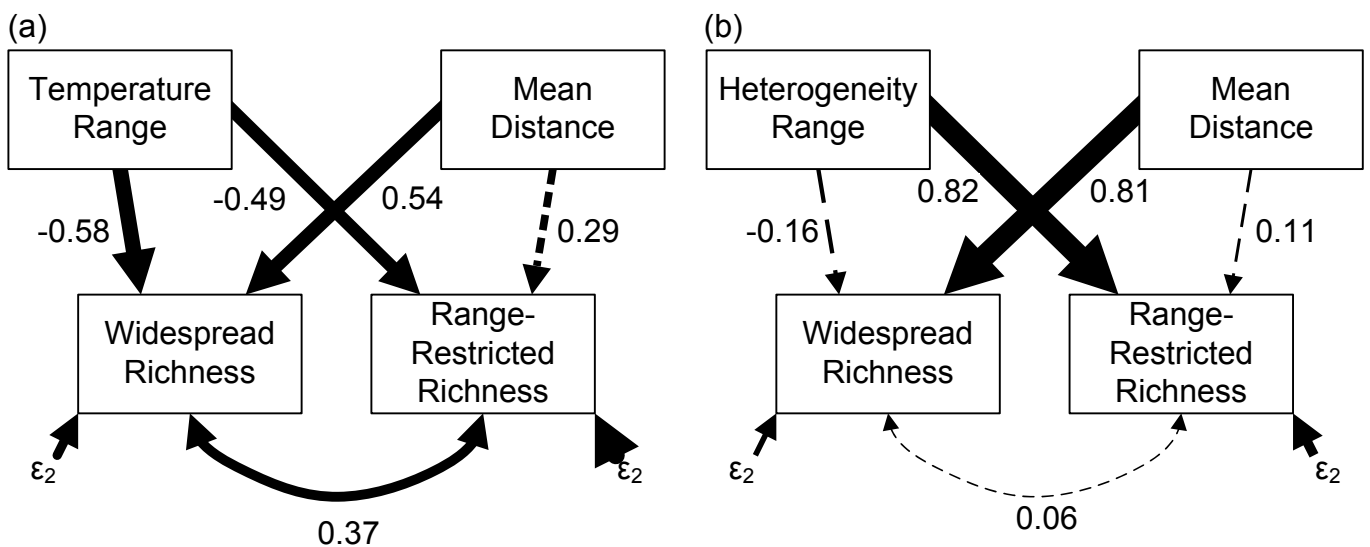 (a)
Temperature
Range
Mean
Distance
-0.58
-0.49
0.54
0.29
Widespread
Richness
Range-
Restricted
Richness
ε2
ε2
0.37
(b)
Heterogeneity
Range
Mean
Distance
-0.16
0.82
0.81
0.11
Widespread
Richness
Range-
Restricted
Richness
ε2
ε2
0.06